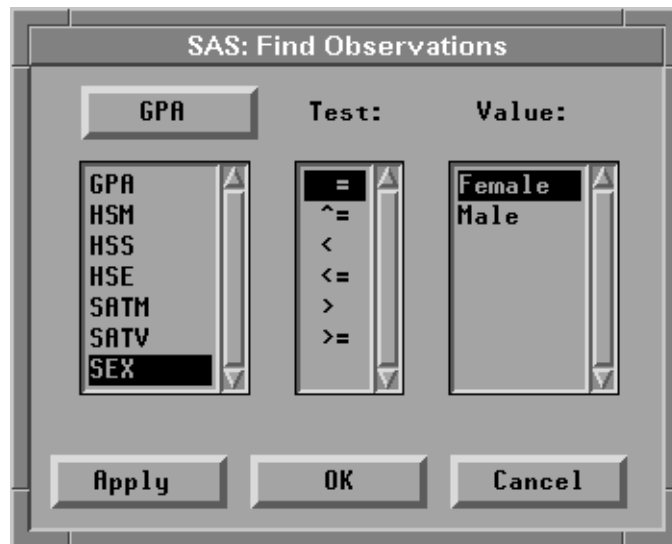 SAS: Find Observations
GPA
Test:
Value:
GPA
HSM
HSS
HSE
SATM
SATV
SEX
=
^=
<
<=
>
>=
Female
Male
Apply
OK
Cancel